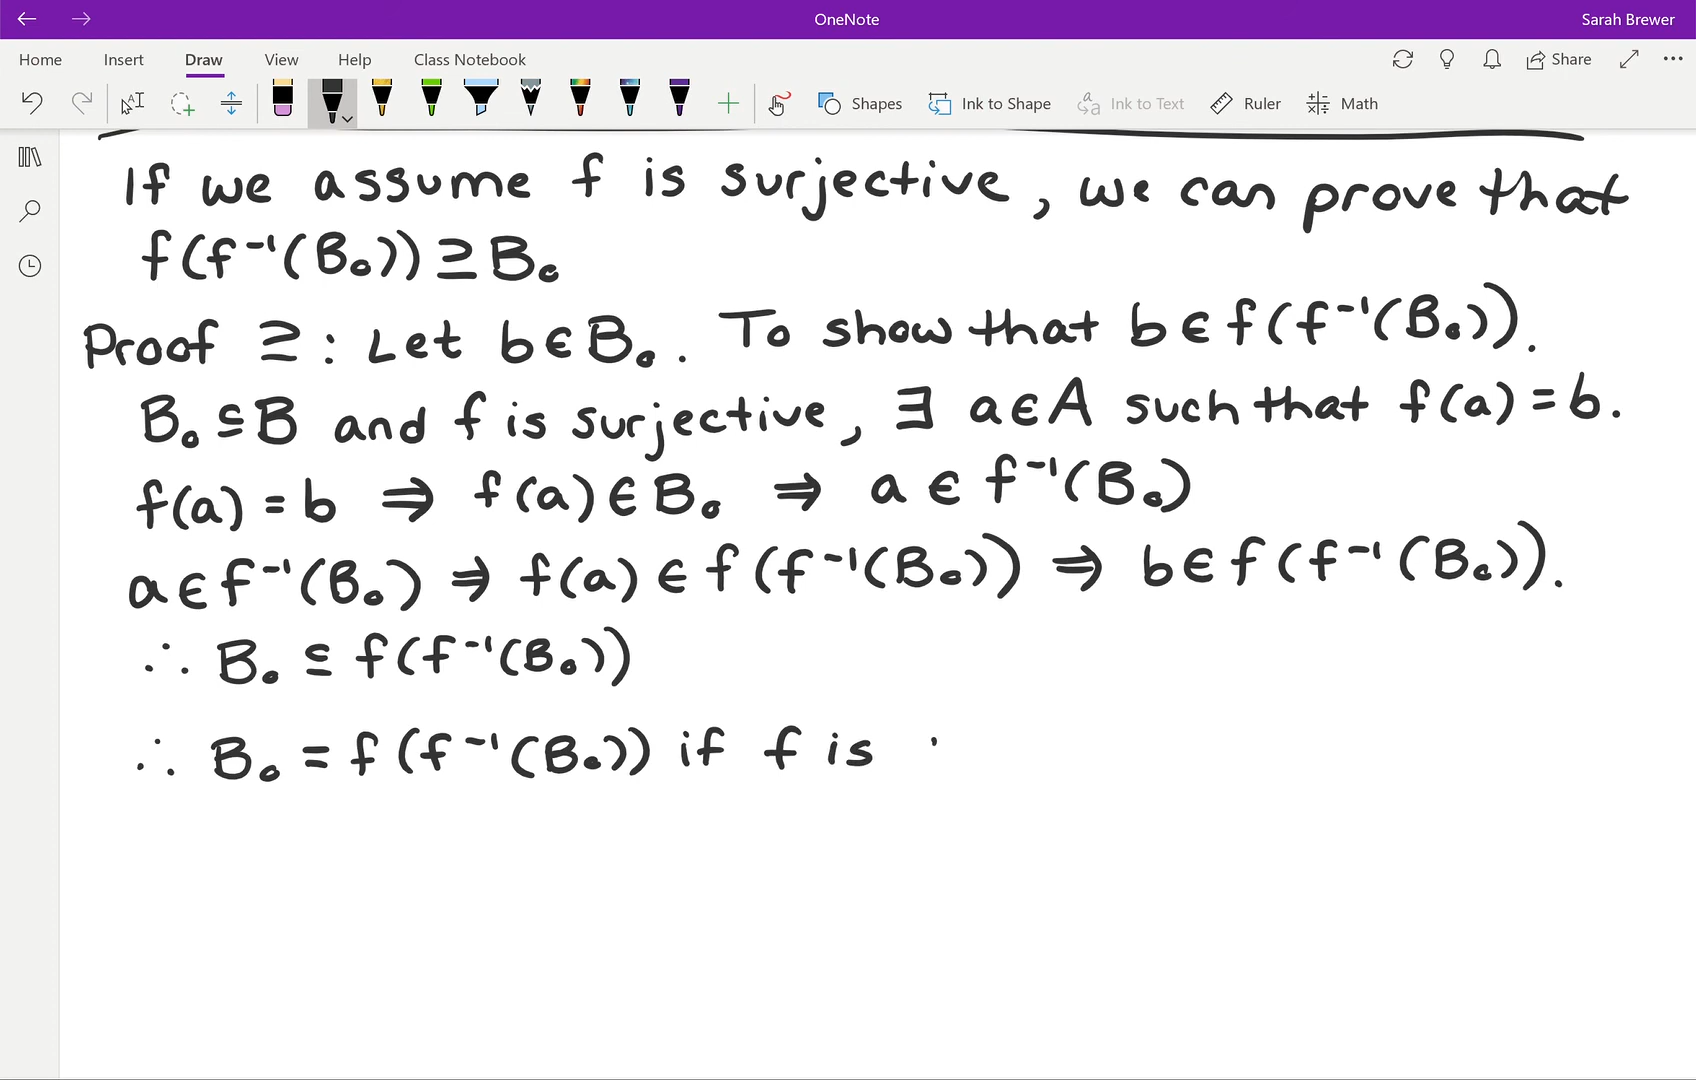 OneNote
Sarah Brewer
Home Insert Draw View Help Class Notebook
Share
Shapes Ink to Shape Ink to Text Ruler Math
If we assume f is surjective, we can prove that
f(f⁻¹(B₀)) ⊇ B₀
Proof ⊇: Let b∈B₀. To show that b∈f(f⁻¹(B₀)).
B₀⊆B and f is surjective, ∃ a∈A such that f(a)=b.
f(a)=b ⇒ f(a)∈B₀ ⇒ a∈f⁻¹(B₀)
a∈f⁻¹(B₀) ⇒ f(a)∈f(f⁻¹(B₀)) ⇒ b∈f(f⁻¹(B₀)).
∴ B₀ ⊆ f(f⁻¹(B₀))
∴ B₀ = f(f⁻¹(B₀)) if f is